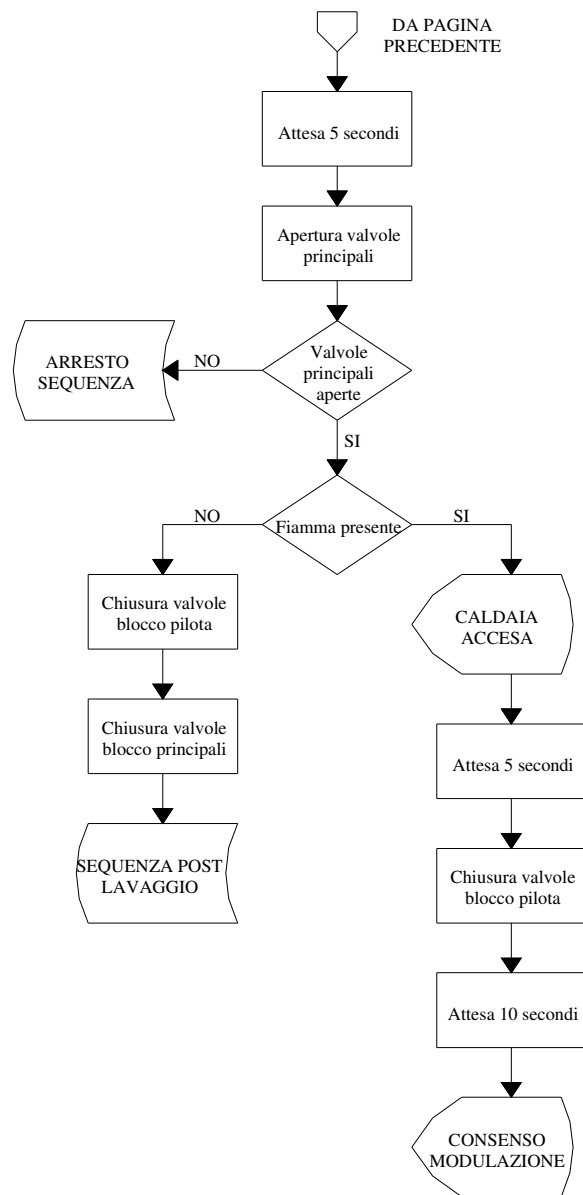 DA PAGINA
PRECEDENTE
Attesa 5 secondi
Apertura valvole
principali
Valvole
principali
aperte
NO
ARRESTO
SEQUENZA
SI
Fiamma presente
NO
SI
Chiusura valvole
blocco pilota
CALDAIA
ACCESA
Chiusura valvole
blocco principali
Attesa 5 secondi
SEQUENZA POST
LAVAGGIO
Chiusura valvole
blocco pilota
Attesa 10 secondi
CONSENSO
MODULAZIONE